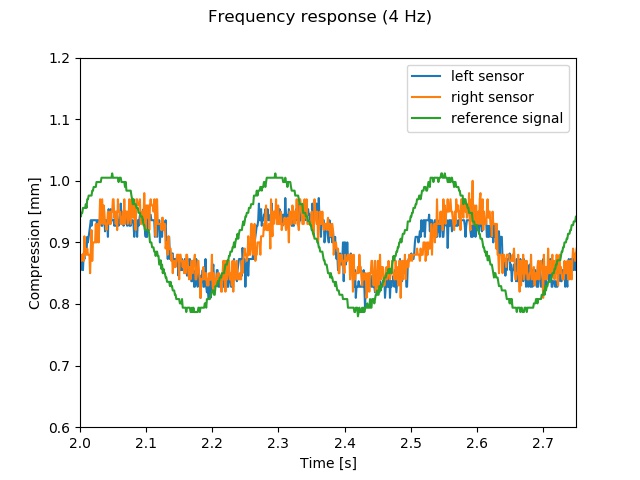 Frequency response (4 Hz)
1.2
1.1
1.0
0.9
0.8
0.7
0.6
Compression [mm]
left sensor
right sensor
reference signal
2.0 2.1 2.2 2.3 2.4 2.5 2.6 2.7
Time [s]